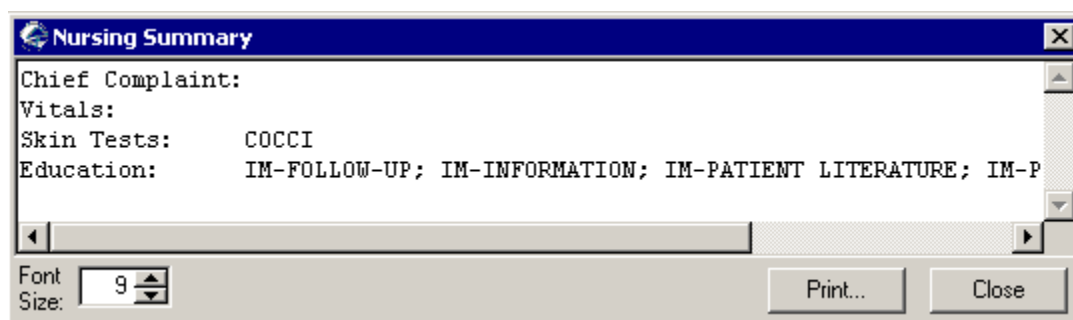 Nursing Summary
Chief Complaint:
Vitals:
Skin Tests: COCCI
Education: IM-FOLLOW-UP; IM-INFORMATION; IM-PATIENT LITERATURE; IM-P
Font
Size: 9
Print... Close